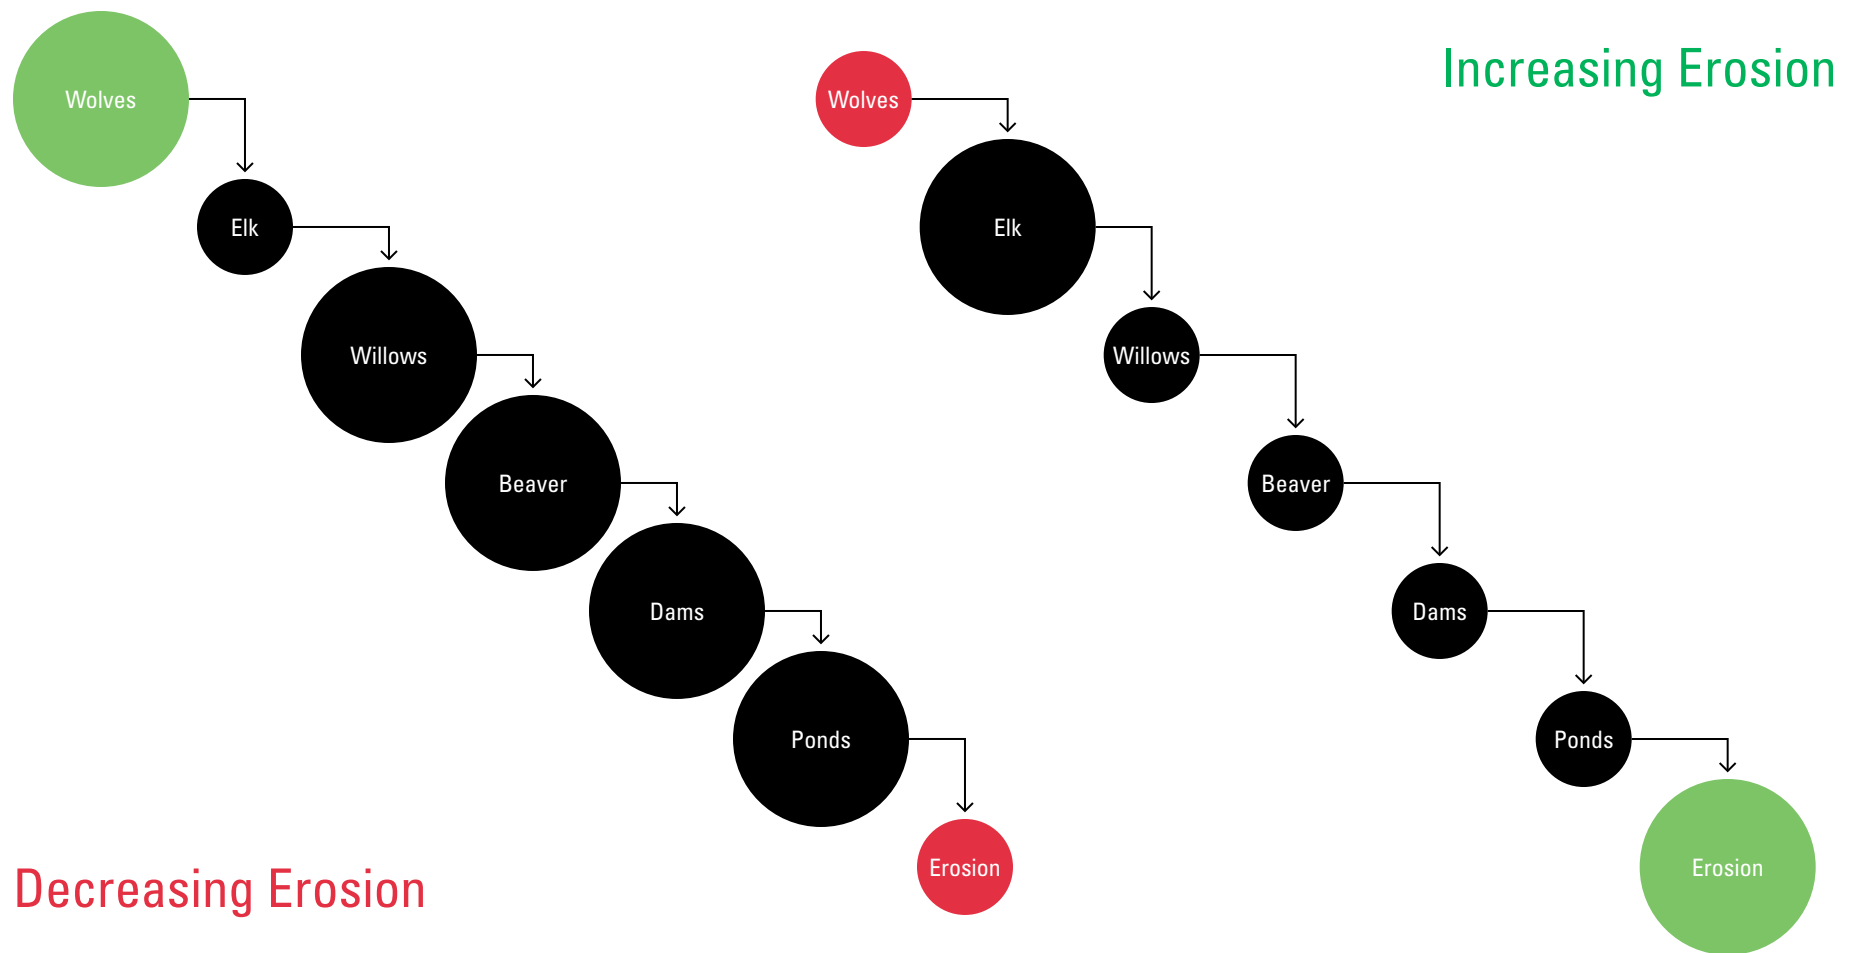 Wolves
Elk
Willows
Beaver
Dams
Ponds
Erosion
Decreasing Erosion
Increasing Erosion
Wolves
Elk
Willows
Beaver
Dams
Ponds
Erosion